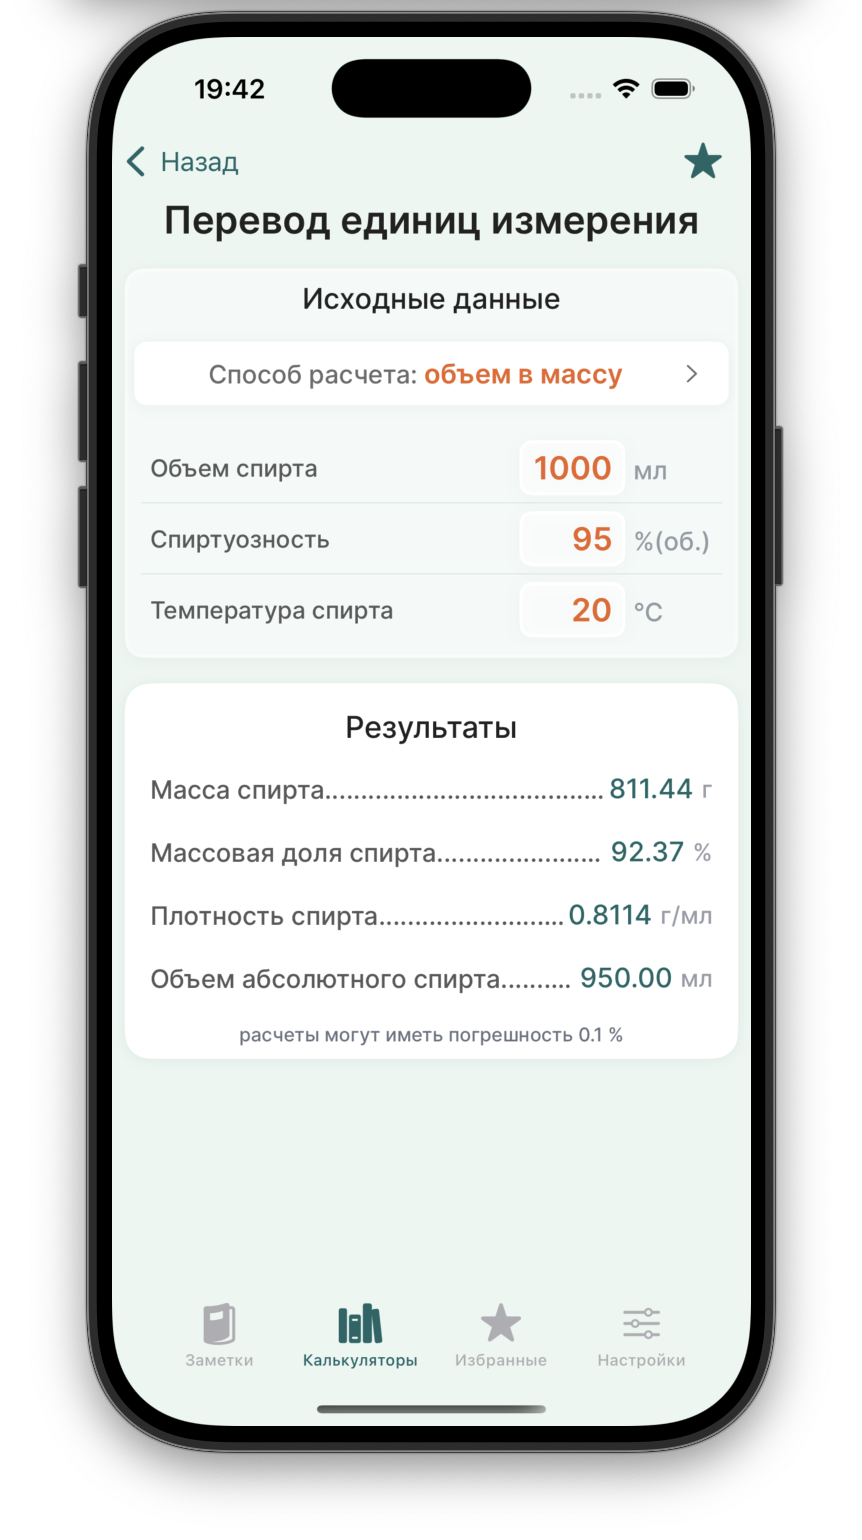 19:42
Назад
Перевод единиц измерения
Исходные данные
Способ расчета: объем в массу
Объем спирта 1000 мл
Спиртуозность 95 %(об.)
Температура спирта 20 °C
Результаты
Масса спирта...................................... 811.44 г
Массовая доля спирта...................... 92.37 %
Плотность спирта......................... 0.8114 г/мл
Объем абсолютного спирта.......... 950.00 мл
расчеты могут иметь погрешность 0.1 %
Заметки Калькуляторы Избранные Настройки